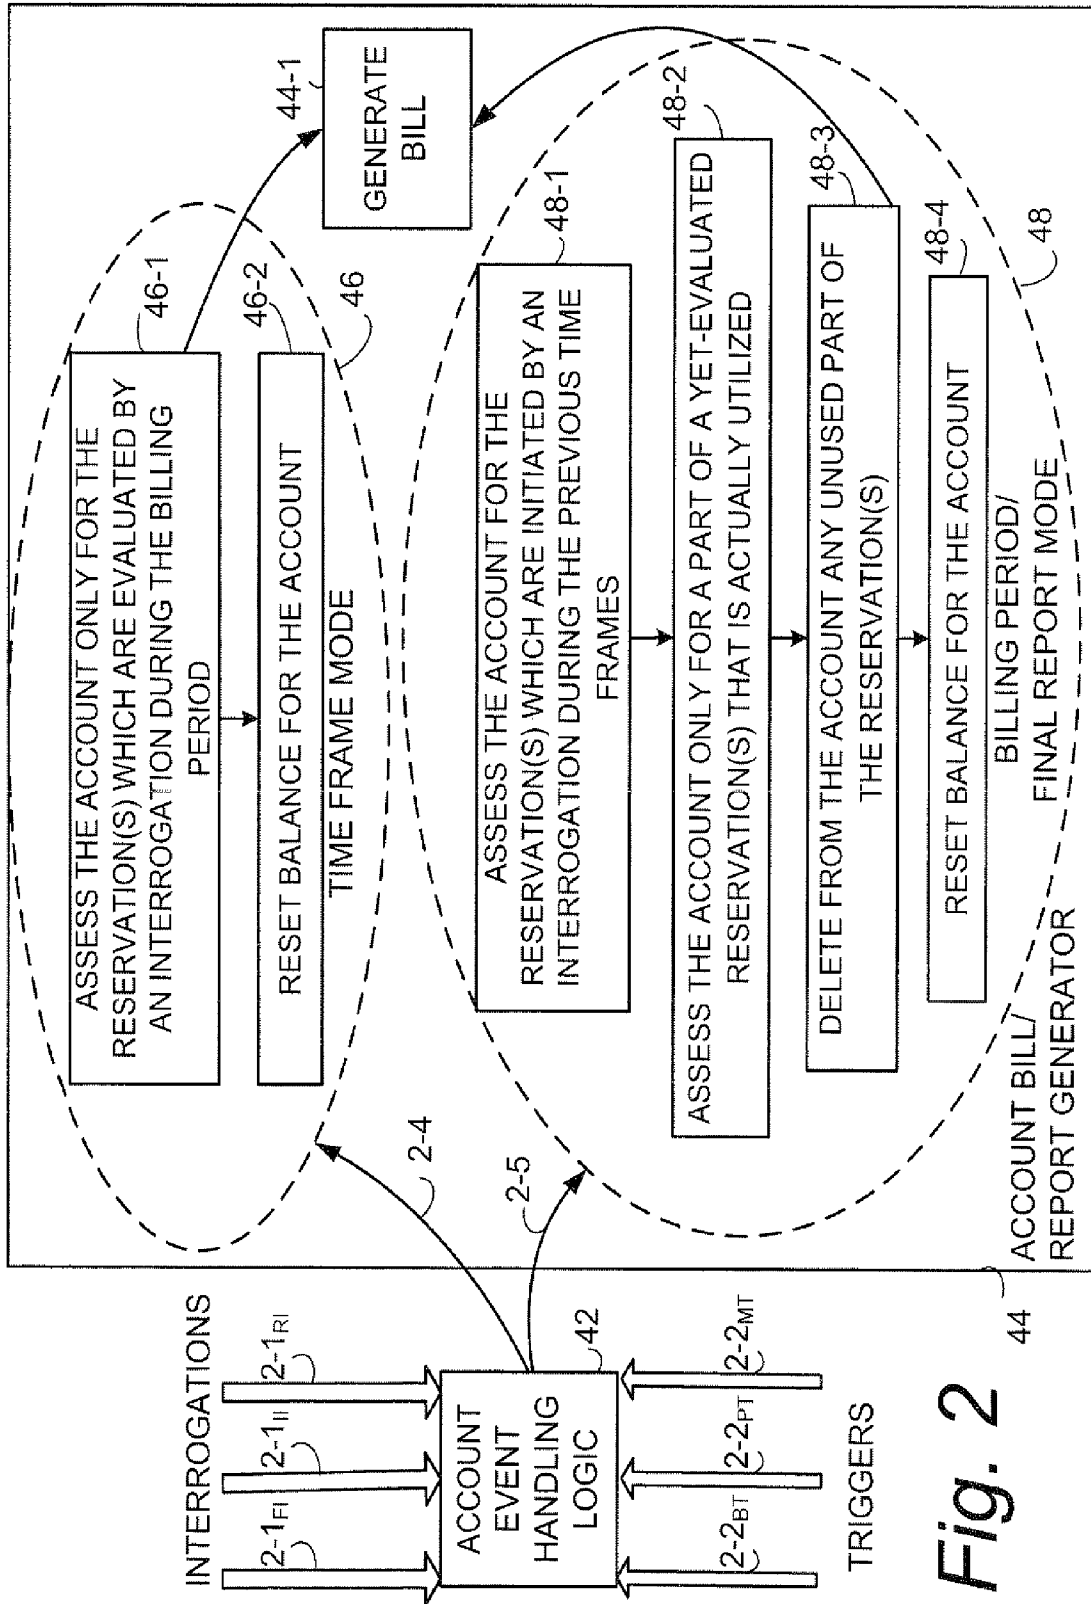 INTERROGATIONS
2-1FI
2-1II
2-1RI
ACCOUNT
EVENT
HANDLING
LOGIC
42
2-2BT
2-2PT
2-2MT
TRIGGERS
2-4
2-5
ASSESS THE ACCOUNT ONLY FOR THE
RESERVATION(S) WHICH ARE EVALUATED BY
AN INTERROGATION DURING THE BILLING
PERIOD
46-1
RESET BALANCE FOR THE ACCOUNT
46-2
TIME FRAME MODE
46
GENERATE
BILL
44-1
ASSESS THE ACCOUNT FOR THE
RESERVATION(S) WHICH ARE INITIATED BY AN
INTERROGATION DURING THE PREVIOUS TIME
FRAMES
48-1
ASSESS THE ACCOUNT ONLY FOR A PART OF A YET-EVALUATED
RESERVATION(S) THAT IS ACTUALLY UTILIZED
48-2
DELETE FROM THE ACCOUNT ANY UNUSED PART OF
THE RESERVATION(S)
48-3
RESET BALANCE FOR THE ACCOUNT
48-4
BILLING PERIOD/
FINAL REPORT MODE
48
ACCOUNT BILL/
REPORT GENERATOR
44
Fig. 2